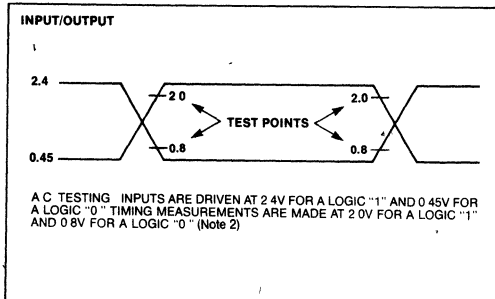 INPUT/OUTPUT
2.4
2 0
2.0
TEST POINTS
0.8
0.8
0.45
A C TESTING INPUTS ARE DRIVEN AT 2 4V FOR A LOGIC "1" AND 0 45V FOR
A LOGIC "0" TIMING MEASUREMENTS ARE MADE AT 2 0V FOR A LOGIC "1"
AND 0 8V FOR A LOGIC "0" (Note 2)